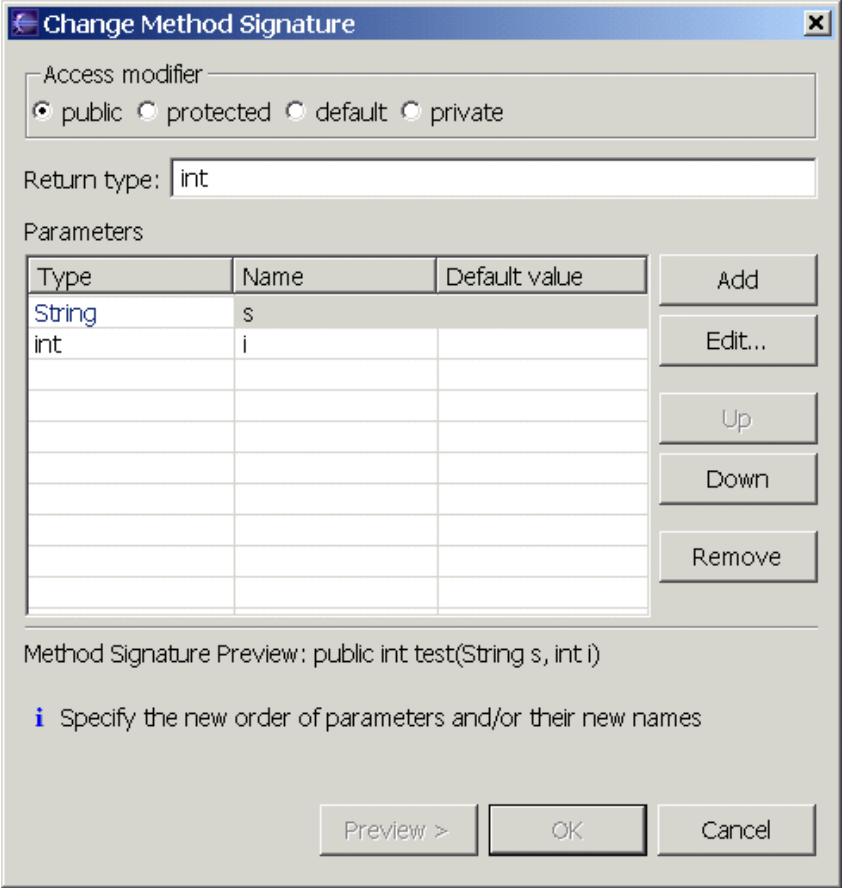 Change Method Signature
Access modifier
public protected default private
Return type: int
Parameters
Type Name Default value
String s
int i
Add
Edit...
Up
Down
Remove
Method Signature Preview: public int test(String s, int i)
i Specify the new order of parameters and/or their new names
Preview > OK Cancel